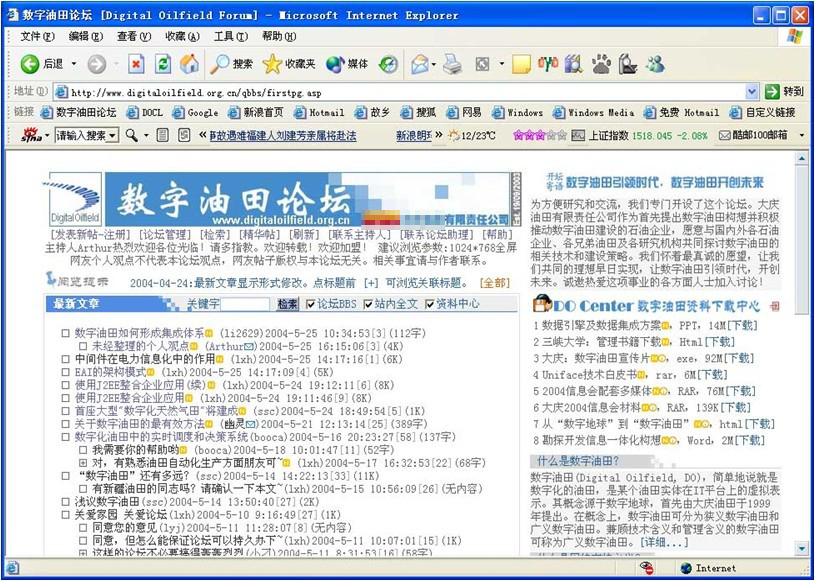 数字油田论坛 [Digital Oilfield Forum] - Microsoft Internet Explorer
文件(F) 编辑(E) 查看(V) 收藏(A) 工具(T) 帮助(H)
后退 搜索 收藏夹 媒体
地址(D) http://www.digitaloilfield.org.cn/qbbs/firstpg.asp 转到
链接 数字油田论坛 DOCL Google 新浪首页 Hotmail 故乡 搜狐 网易 Windows Windows Media 免费 Hotmail 自定义链接
sina 请输入搜索 故遇难福建人刘建芳亲属将赴法 12/23℃ 上证指数 1518.045 -2.08% 酷邮100邮箱
Digital Oilfield
数字油田论坛
www.digitaloilfield.org.cn
有限责任公司
[发表新帖-注册] [论坛管理] [检索] [精华帖] [刷新] [联系主持人] [联系论坛助理] [帮助]
主持人Arthur热烈欢迎各位光临！请多指教。欢迎转载！欢迎加盟！ 建议浏览参数:1024*768全屏
网友个人观点不代表本论坛观点，网友帖子版权与本论坛无关。相关事宜请与作者联系。
阅览提示 2004-04-24:最新文章显示形式修改。点标题前 [+] 可浏览关联题。 [全部]
最新文章 关键字 检索 论坛BBS 站内全文 资料中心
数字油田如何形成集成体系 (li2629)2004-5-25 10:34:53[3](112字)
未经整理的个人观点 (Arthur)2004-5-25 16:15:06[3](4K)
中间件在电力信息化中的作用 (lxh)2004-5-25 14:17:16[1](6K)
EAI的架构模式 (lxh)2004-5-25 14:17:09[4](5K)
使用J2EE整合企业应用(续) (lxh)2004-5-24 19:12:11[6](8K)
使用J2EE整合企业应用 (lxh)2004-5-24 19:11:46[9](8K)
首座大型"数字化天然气田"将建成 (ssc)2004-5-24 18:49:54[5](1K)
关于数字油田的最有效方法 (幽灵)2004-5-21 12:13:14[25](389字)
数字化油田中的实时调度和决策系统(booca)2004-5-16 20:23:27[58](137字)
我需要你的帮助哟 (booca)2004-5-18 10:01:47[11](52字)
对，有熟悉油田自动化生产方面朋友可~ (lxh)2004-5-17 16:32:53[22](68字)
“数字油田”还有多远？(ssc)2004-5-14 14:22:13[33](11K)
有新疆油田的同志吗？请确认一下本文~(lxh)2004-5-15 10:56:09[26](无内容)
浅议数字油田(ssc)2004-5-14 13:50:40[27](2K)
关爱家园 关爱论坛(lxh)2004-5-10 9:16:49[27](1K)
同意您的意见(lyj)2004-5-11 11:28:07[8](无内容)
同意，但怎么能保证论坛可以持久办下~(lxh)2004-5-11 10:07:01[15](1K)
这样的论坛不必要搞得轰轰烈烈(小刁)2004-5-11 8:31:53[16](58字)
开坛寄语 数字油田引领时代，数字油田开创未来
为方便研究和交流，我们专门开设了这个论坛。大庆
油田有限责任公司作为首先提出数字油田构想并积极
推动数字油田建设的石油企业，愿意与国内外各石油
企业、各兄弟油田及各研究机构共同探讨数字油田的
相关技术和建设策略。我们怀着最真诚的愿望，让我
们共同的理想早日实现，让数字油田引领时代，开创
未来。诚邀热爱这项事业的各方面人士加入讨论！
DO Center 数字油田资料下载中心
1 数据引擎及数据集成方案，PPT，14M[下载]
2 三峡大学：管理书籍下载，Html[下载]
3 大庆：数字油田宣传片，exe，92M[下载]
4 Uniface技术白皮书，rar，6M[下载]
5 2004信息会配套多媒体，RAR，76M[下载]
6 大庆2004信息会材料，RAR，139K[下载]
7 从“数字地球”到“数字油田”，html[下载]
8 勘探开发信息一体化构想，Word，2M[下载]
什么是数字油田？
数字油田(Digital Oilfield, DO)，简单地说就是
数字化的油田，是某个油田实体在IT平台上的虚拟表
示。其概念源于数字地球，首先由大庆油田于1999
年提出。在概念上，数字油田可分为狭义数字油田和
广义数字油田。兼顾技术含义和管理含义的数字油田
可称为广义数字油田。[详细...]
Internet